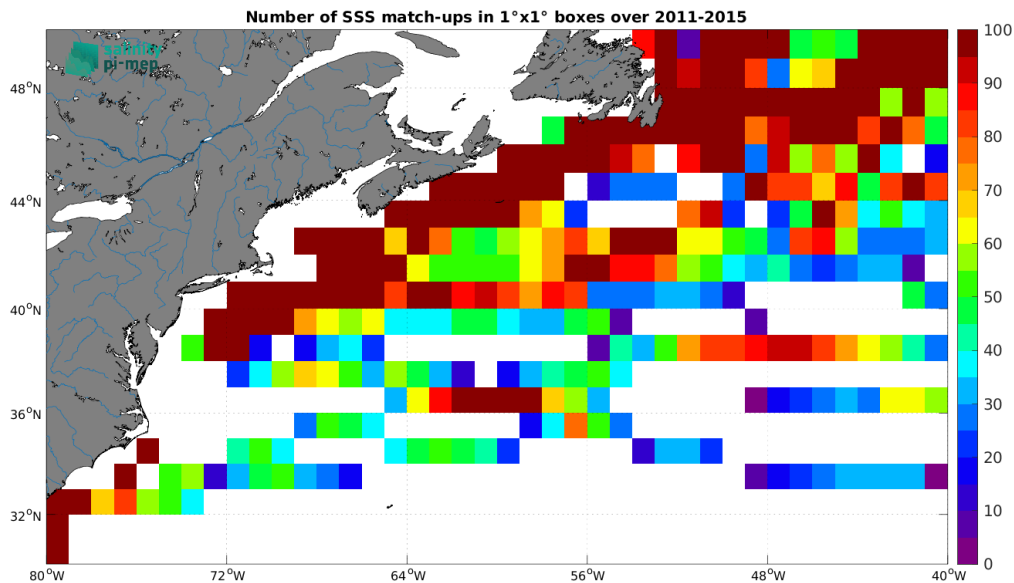 Number of SSS match-ups in 1°x1° boxes over 2011-2015
salinity
pi-mep
48°N
44°N
40°N
36°N
32°N
80°W
72°W
64°W
56°W
48°W
40°W
100
90
80
70
60
50
40
30
20
10
0